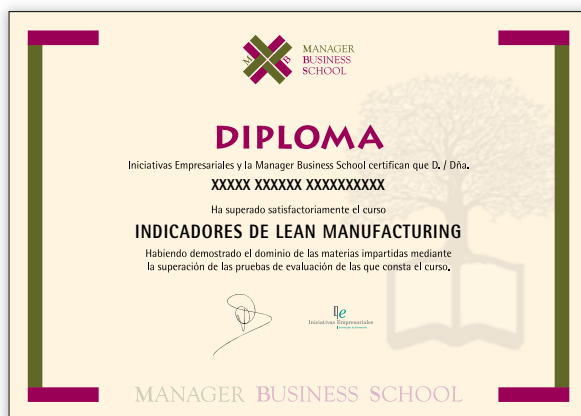 M B
MANAGER
BUSINESS
SCHOOL
DIPLOMA
Iniciativas Empresariales y la Manager Business School certifican que D. / Dña.
XXXXX XXXXXX XXXXXXXXXX
Ha superado satisfactoriamente el curso
INDICADORES DE LEAN MANUFACTURING
Habiendo demostrado el dominio de las materias impartidas mediante
la superación de las pruebas de evaluación de las que consta el curso.
Ie
Iniciativas Empresariales
MANAGER BUSINESS SCHOOL